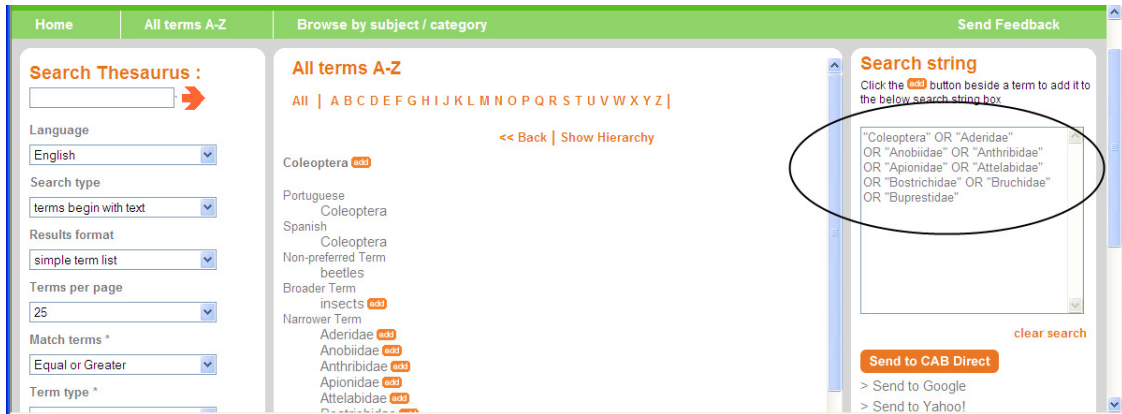 Home
All terms A-Z
Browse by subject / category
Send Feedback
Search Thesaurus :
Language
English
Search type
terms begin with text
Results format
simple term list
Terms per page
25
Match terms *
Equal or Greater
Term type *
All terms A-Z
All | A B C D E F G H I J K L M N O P Q R S T U V W X Y Z |
<< Back | Show Hierarchy
Coleoptera add
Portuguese
Coleoptera
Spanish
Coleoptera
Non-preferred Term
beetles
Broader Term
insects add
Narrower Term
Aderidae add
Anobiidae add
Anthribidae add
Apionidae add
Attelabidae add
Bostrichidae add
Search string
Click the add button beside a term to add it to
the below search string box
"Coleoptera" OR "Aderidae"
OR "Anobiidae" OR "Anthribidae"
OR "Apionidae" OR "Attelabidae"
OR "Bostrichidae" OR "Bruchidae"
OR "Buprestidae"
clear search
Send to CAB Direct
> Send to Google
> Send to Yahoo!